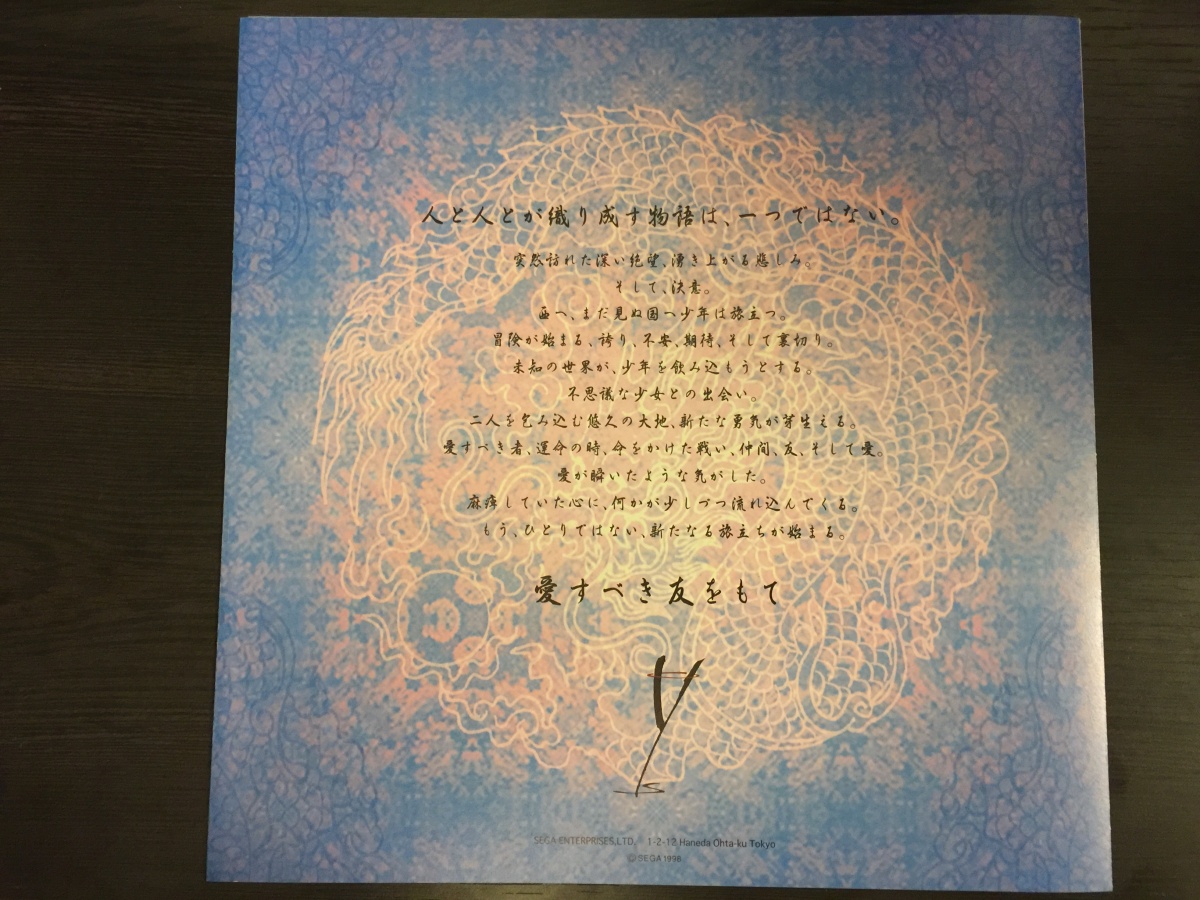 人と人とが織り成す物語は、一つではない。
突然訪れた深い絶望、湧き上がる悲しみ。
そして、決意。
西へ、まだ見ぬ国へ少年は旅立つ。
冒険が始まる、誇り、不安、期待、そして裏切り。
未知の世界が、少年を飲み込もうとする。
不思議な少女との出会い。
二人を包み込む悠久の大地、新たな勇気が芽生える。
愛すべき者、運命の時、命をかけた戦い、仲間、友、そして愛。
愛が瞬いたような気がした。
麻痺していた心に、何かが少しづつ流れ込んでくる。
もう、ひとりではない、新たなる旅立ちが始まる。
愛すべき友をもて
SEGA ENTERPRISES,LTD. 1-2-12 Haneda Ohta-ku Tokyo
© SEGA 1998